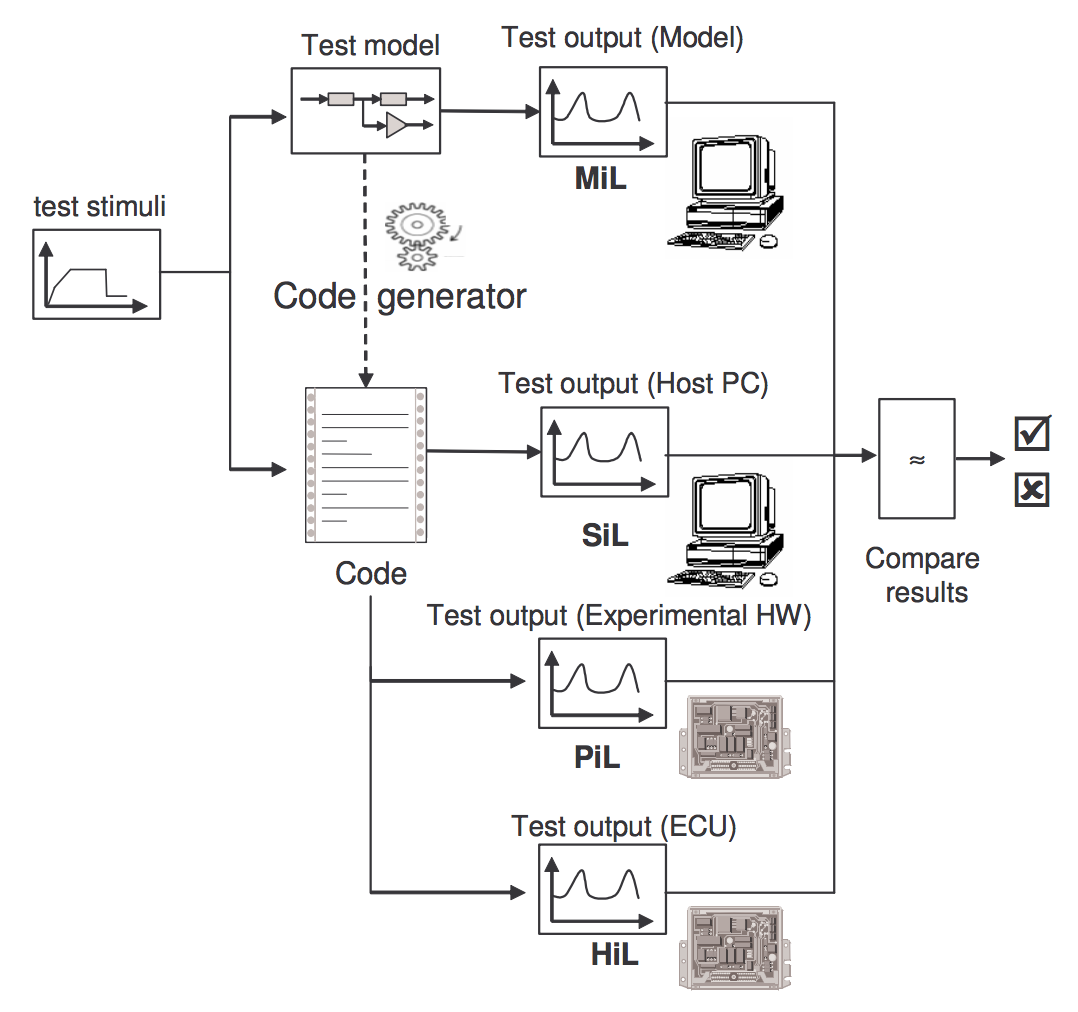 Test model
Test output (Model)
MiL
test stimuli
Code generator
Test output (Host PC)
SiL
≈
Compare
results
Code
Test output (Experimental HW)
PiL
Test output (ECU)
HiL